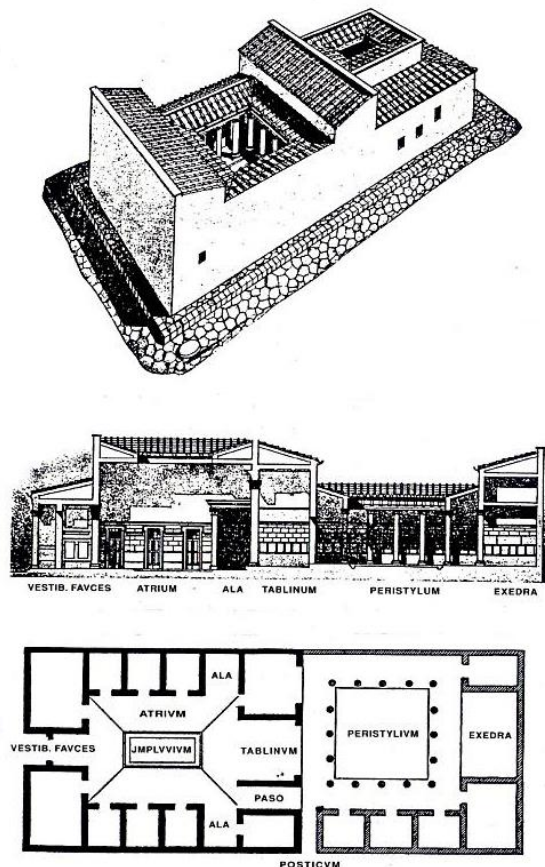 VESTIB. FAVCES ATRIUM ALA TABLINUM PERISTYLUM EXEDRA
ALA
ATRIVM
VESTIB. FAVCES JMPLVVIVM TABLINVM PERISTYLIVM EXEDRA
PASO
ALA
POSTICVM